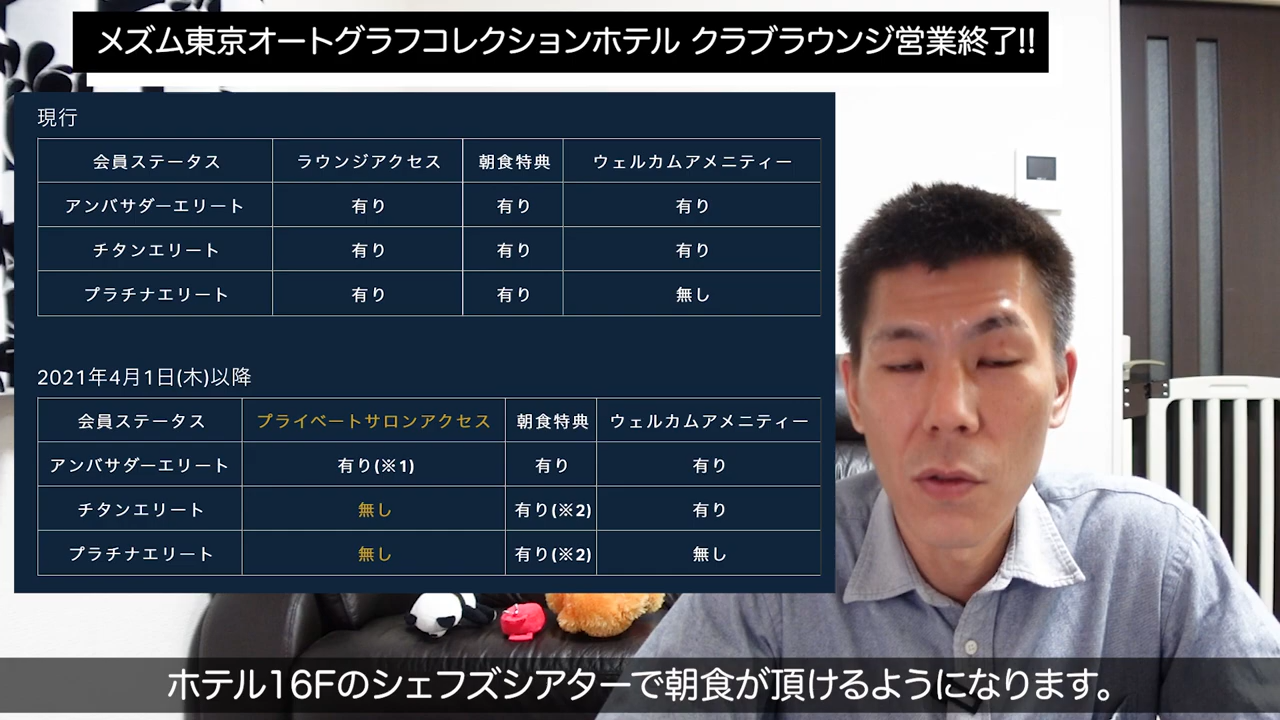 メズム東京オートグラフコレクションホテル クラブラウンジ営業終了!!
現行
会員ステータス ラウンジアクセス 朝食特典 ウェルカムアメニティー
アンバサダーエリート 有り 有り 有り
チタンエリート 有り 有り 有り
プラチナエリート 有り 有り 無し
2021年4月1日(木)以降
会員ステータス プライベートサロンアクセス 朝食特典 ウェルカムアメニティー
アンバサダーエリート 有り(※1) 有り 有り
チタンエリート 無し 有り(※2) 有り
プラチナエリート 無し 有り(※2) 無し
ホテル16Fのシェフズシアターで朝食が頂けるようになります。